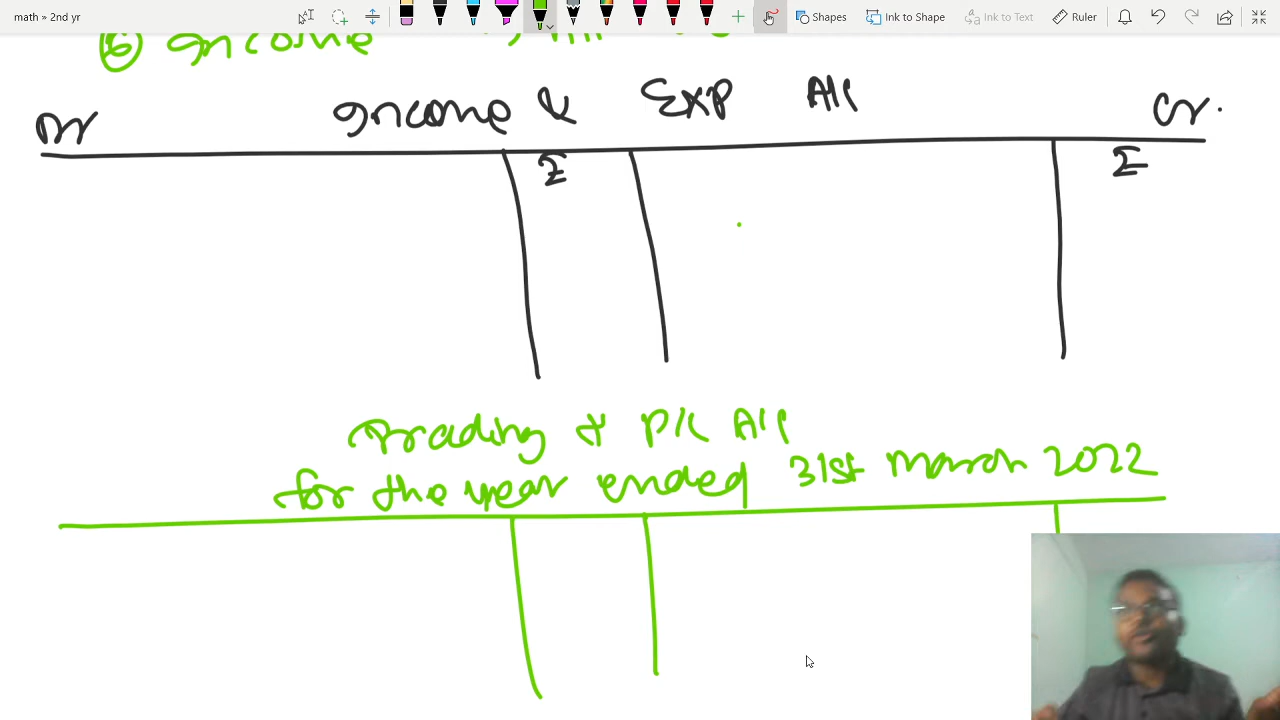 math » 2nd yr
Shapes Ink to Shape Ink to Text Ruler
6 Income
Dr Income & Exp A/c Cr.
Σ Σ
Trading & P/L A/c
for the year ended 31st March 2022